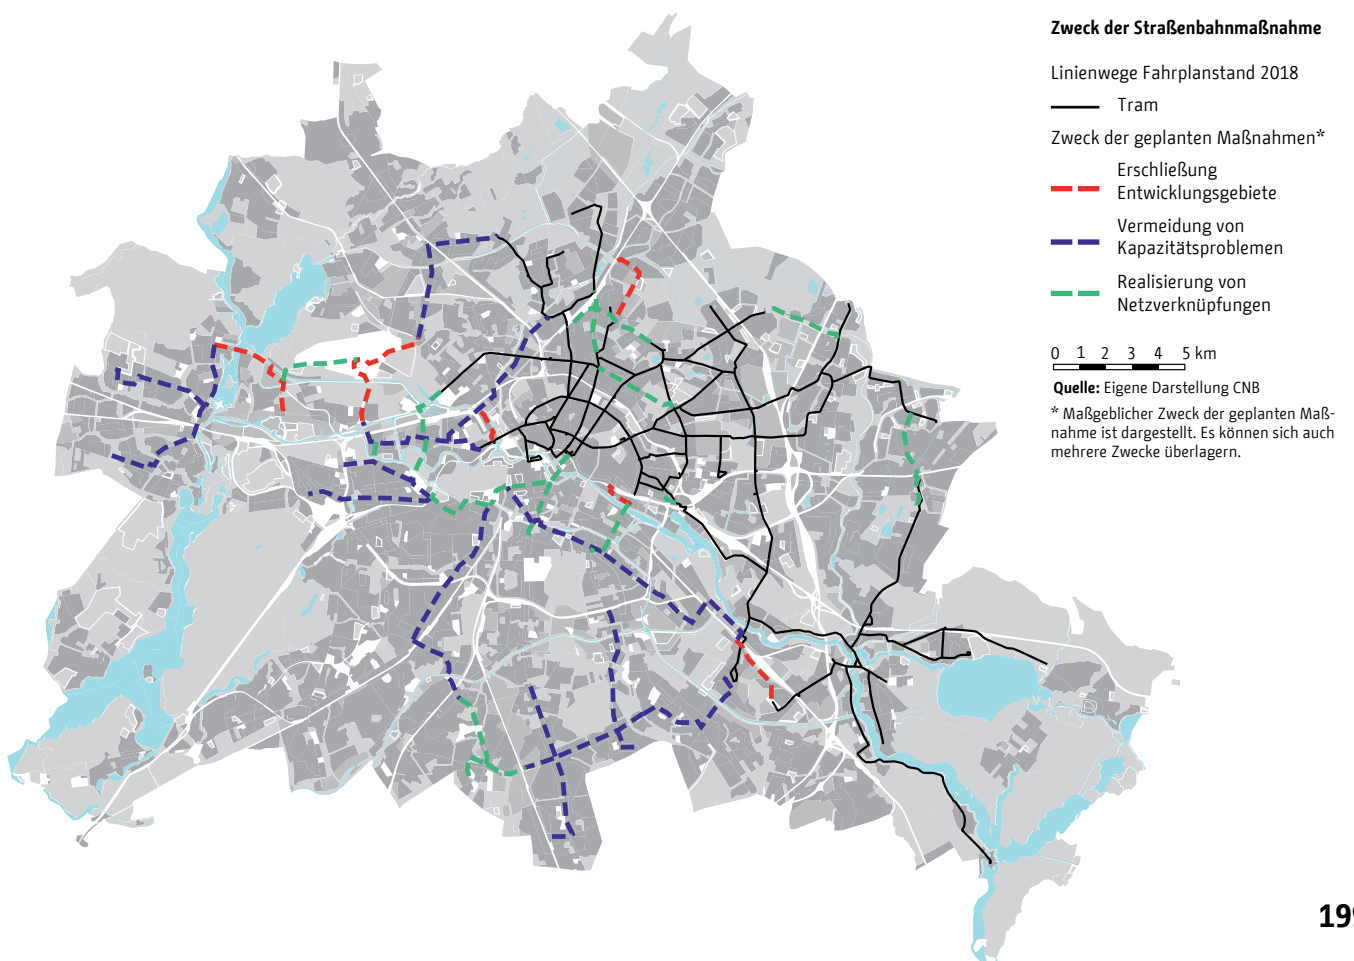 Zweck der Straßenbahnmaßnahme
Linienwege Fahrplanstand 2018
Tram
Zweck der geplanten Maßnahmen*
Erschließung
Entwicklungsgebiete
Vermeidung von
Kapazitätsproblemen
Realisierung von
Netzverknüpfungen
0 1 2 3 4 5 km
Quelle: Eigene Darstellung CNB
* Maßgeblicher Zweck der geplanten Maß-
nahme ist dargestellt. Es können sich auch
mehrere Zwecke überlagern.